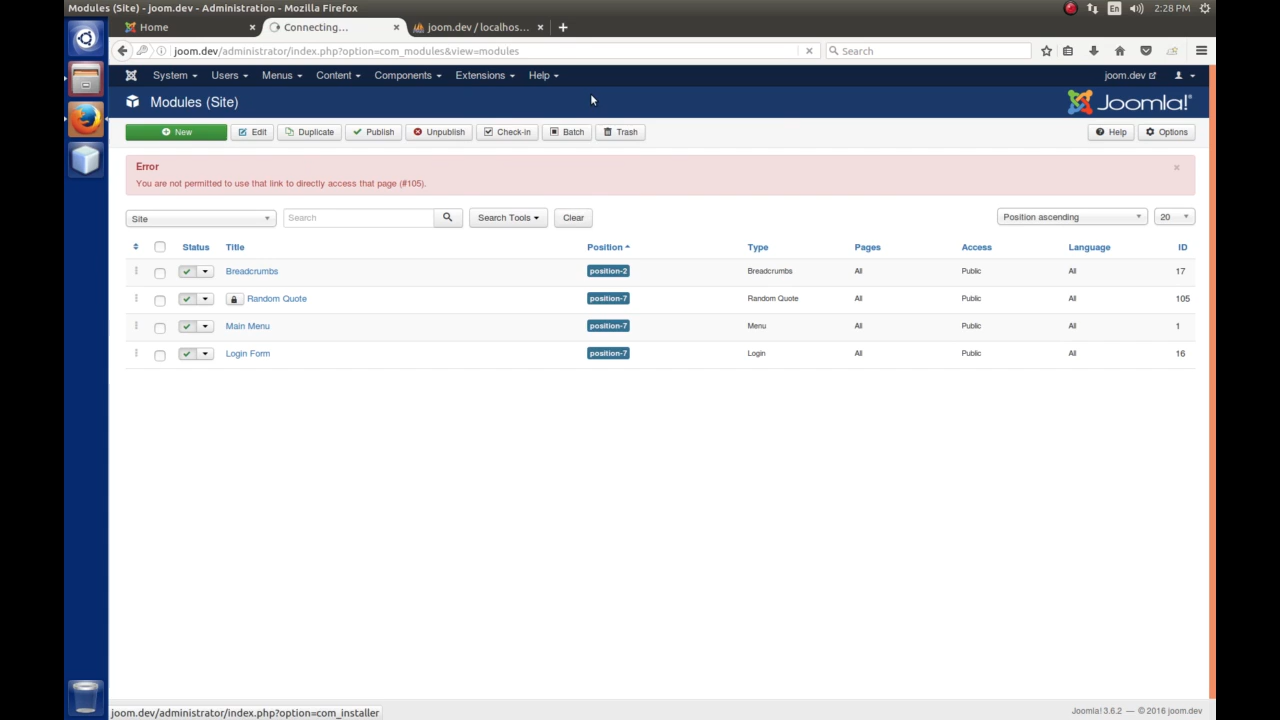 Modules (Site) - joom.dev - Administration - Mozilla Firefox En 2:28 PM
Home × Connecting... × joom.dev / localhos... × +
joom.dev/administrator/index.php?option=com_modules&view=modules Search
System Users Menus Content Components Extensions Help joom.dev
Modules (Site) Joomla!®
New Edit Duplicate Publish Unpublish Check-in Batch Trash Help Options
Error ×
You are not permitted to use that link to directly access that page (#105).
Site Search Search Tools Clear Position ascending 20
Status Title Position Type Pages Access Language ID
Breadcrumbs position-2 Breadcrumbs All Public All 17
Random Quote position-7 Random Quote All Public All 105
Main Menu position-7 Menu All Public All 1
Login Form position-7 Login All Public All 16
joom.dev/administrator/index.php?option=com_installer Joomla! 3.6.2 — © 2016 joom.dev